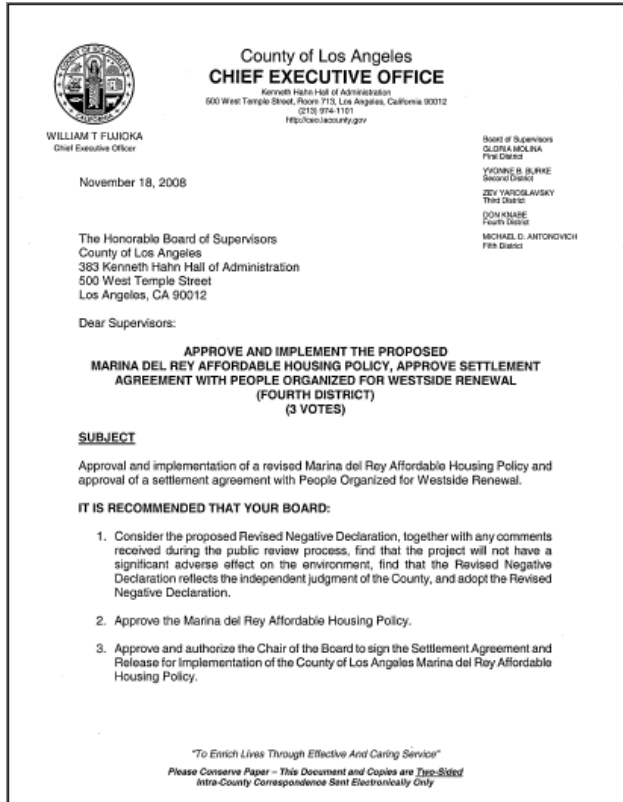 County of Los Angeles
CHIEF EXECUTIVE OFFICE
Kenneth Hahn Hall of Administration
500 West Temple Street, Room 713, Los Angeles, California 90012
(213) 974-1101
http://ceo.lacounty.gov
WILLIAM T FUJIOKA
Chief Executive Officer
Board of Supervisors
GLORIA MOLINA
First District
YVONNE B. BURKE
Second District
ZEV YAROSLAVSKY
Third District
DON KNABE
Fourth District
MICHAEL D. ANTONOVICH
Fifth District
November 18, 2008
The Honorable Board of Supervisors
County of Los Angeles
383 Kenneth Hahn Hall of Administration
500 West Temple Street
Los Angeles, CA 90012
Dear Supervisors:
APPROVE AND IMPLEMENT THE PROPOSED
MARINA DEL REY AFFORDABLE HOUSING POLICY, APPROVE SETTLEMENT
AGREEMENT WITH PEOPLE ORGANIZED FOR WESTSIDE RENEWAL
(FOURTH DISTRICT)
(3 VOTES)
SUBJECT
Approval and implementation of a revised Marina del Rey Affordable Housing Policy and
approval of a settlement agreement with People Organized for Westside Renewal.
IT IS RECOMMENDED THAT YOUR BOARD:
1. Consider the proposed Revised Negative Declaration, together with any comments
received during the public review process, find that the project will not have a
significant adverse effect on the environment, find that the Revised Negative
Declaration reflects the independent judgment of the County, and adopt the Revised
Negative Declaration.
2. Approve the Marina del Rey Affordable Housing Policy.
3. Approve and authorize the Chair of the Board to sign the Settlement Agreement and
Release for Implementation of the County of Los Angeles Marina del Rey Affordable
Housing Policy.
"To Enrich Lives Through Effective And Caring Service"
Please Conserve Paper – This Document and Copies are Two-Sided
Intra-County Correspondence Sent Electronically Only